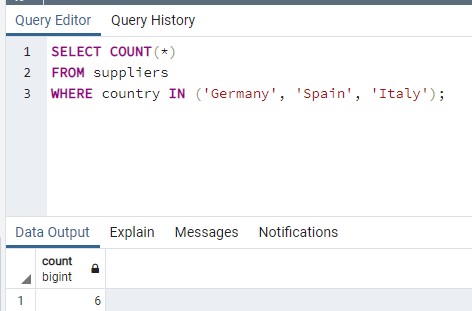 Query Editor Query History
1 SELECT COUNT(*)
2 FROM suppliers
3 WHERE country IN ('Germany', 'Spain', 'Italy');
Data Output Explain Messages Notifications
count
bigint
1 6